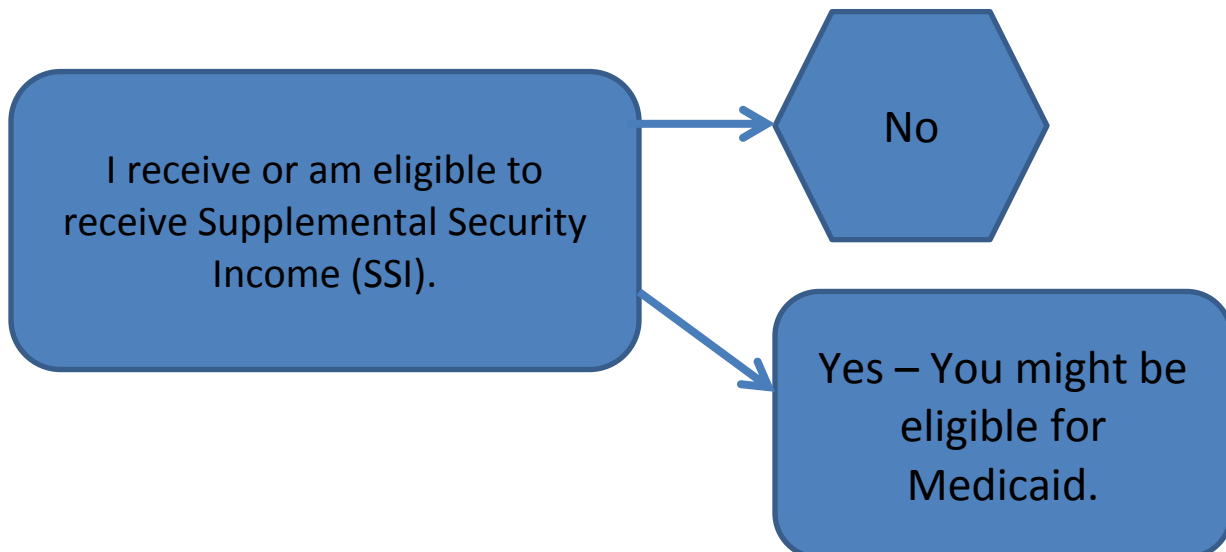 I receive or am eligible to
receive Supplemental Security
Income (SSI).
No
Yes – You might be
eligible for
Medicaid.